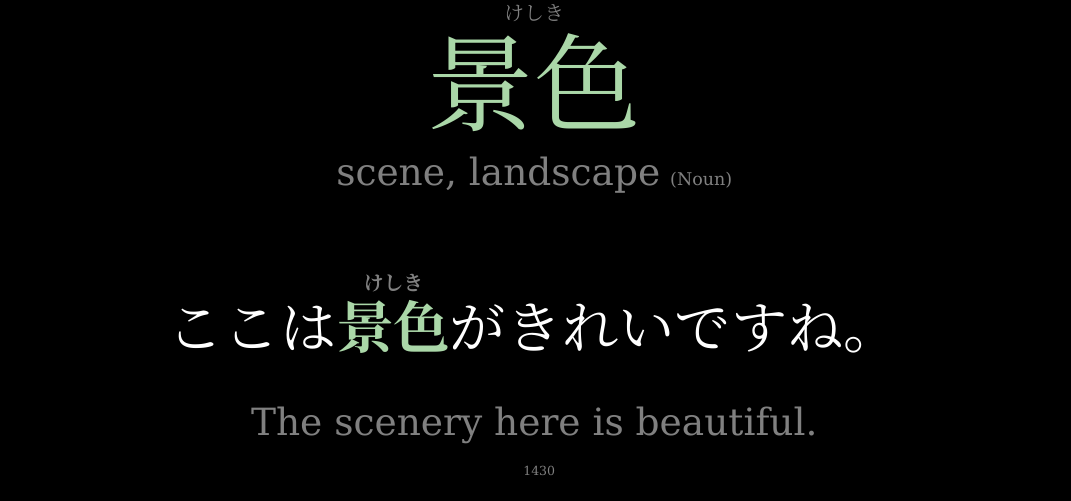 けしき
景色
scene, landscape (Noun)
けしき
ここは景色がきれいですね。
The scenery here is beautiful.
1430